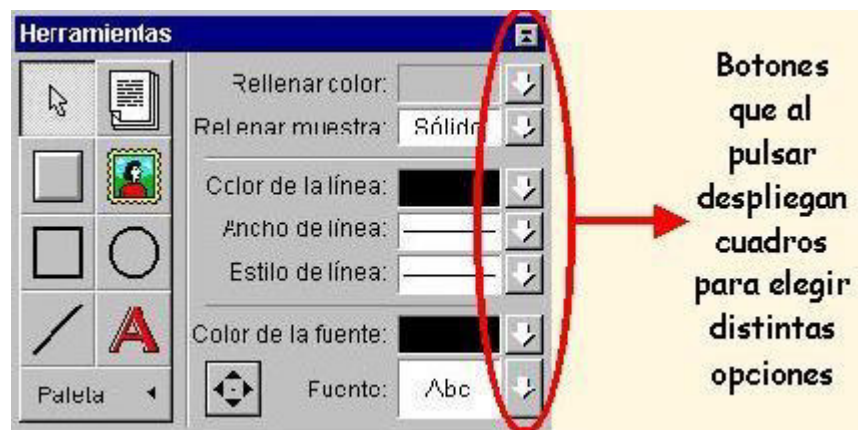 Herramientas
Rellenar color:
Rellenar muestra: Sólido
Color de la línea:
Ancho de línea:
Estilo de línea:
Color de la fuente:
Paleta
Fuente: Abc
Botones
que al
pulsar
despliegan
cuadros
para elegir
distintas
opciones